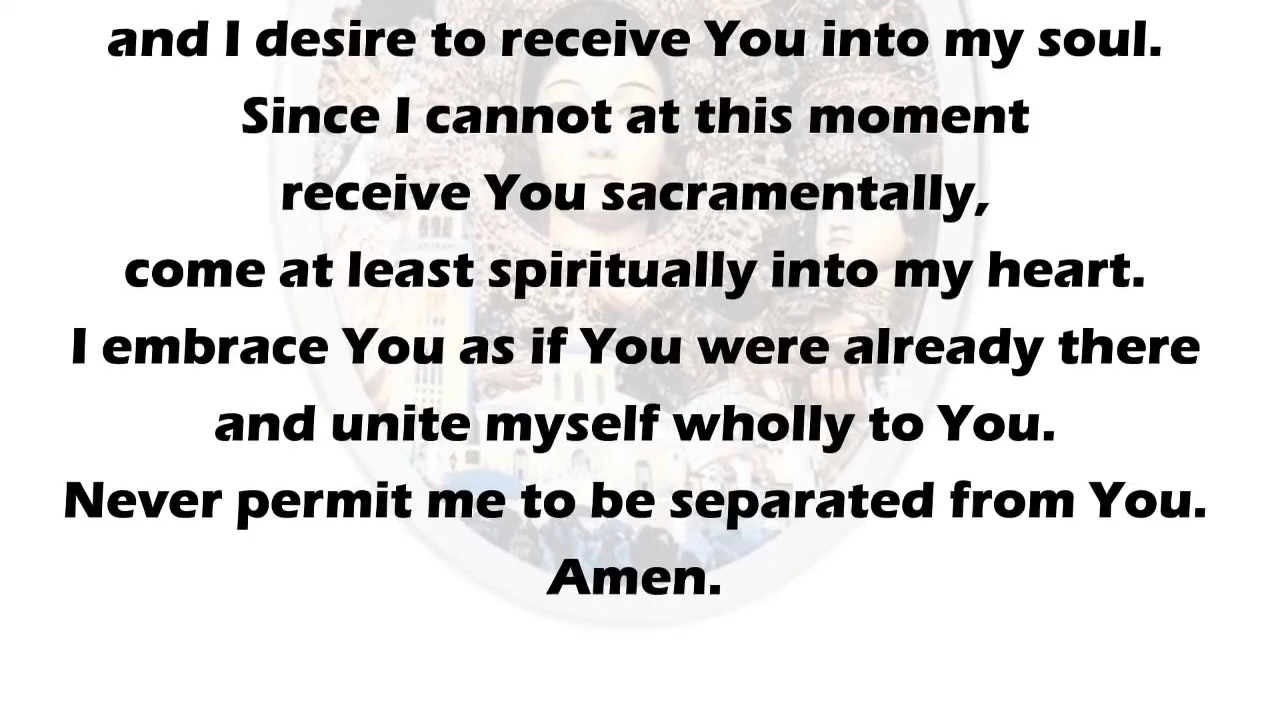 and I desire to receive You into my soul.
Since I cannot at this moment
receive You sacramentally,
come at least spiritually into my heart.
I embrace You as if You were already there
and unite myself wholly to You.
Never permit me to be separated from You.
Amen.